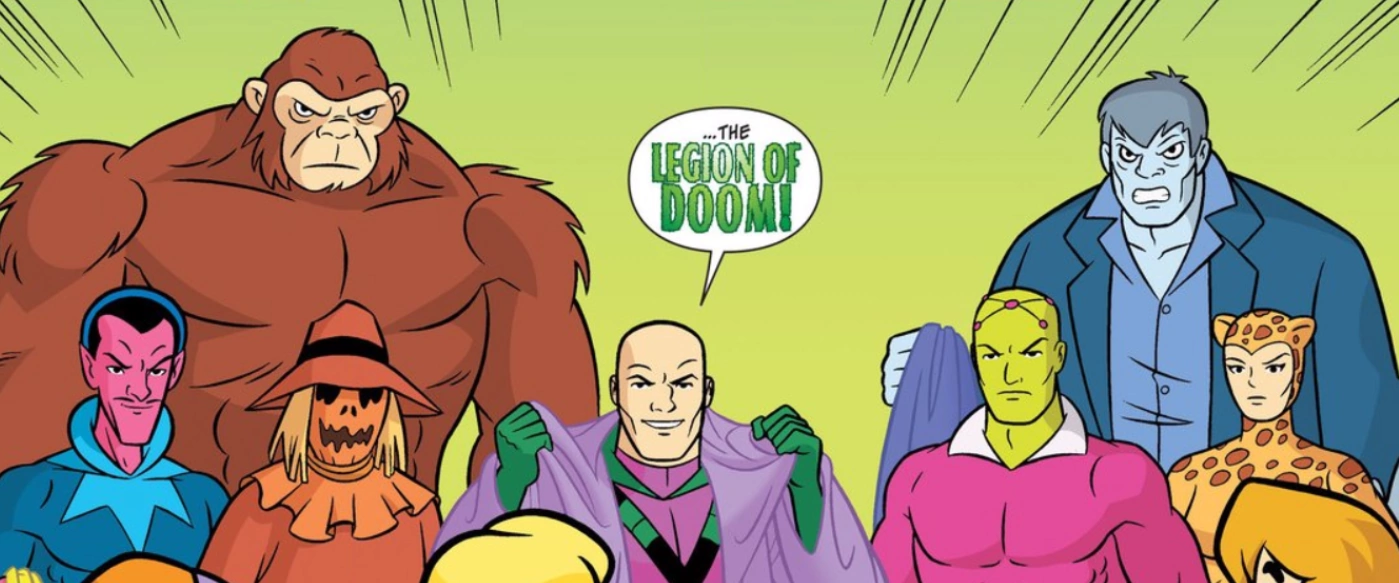 ...THE
LEGION OF
DOOM!